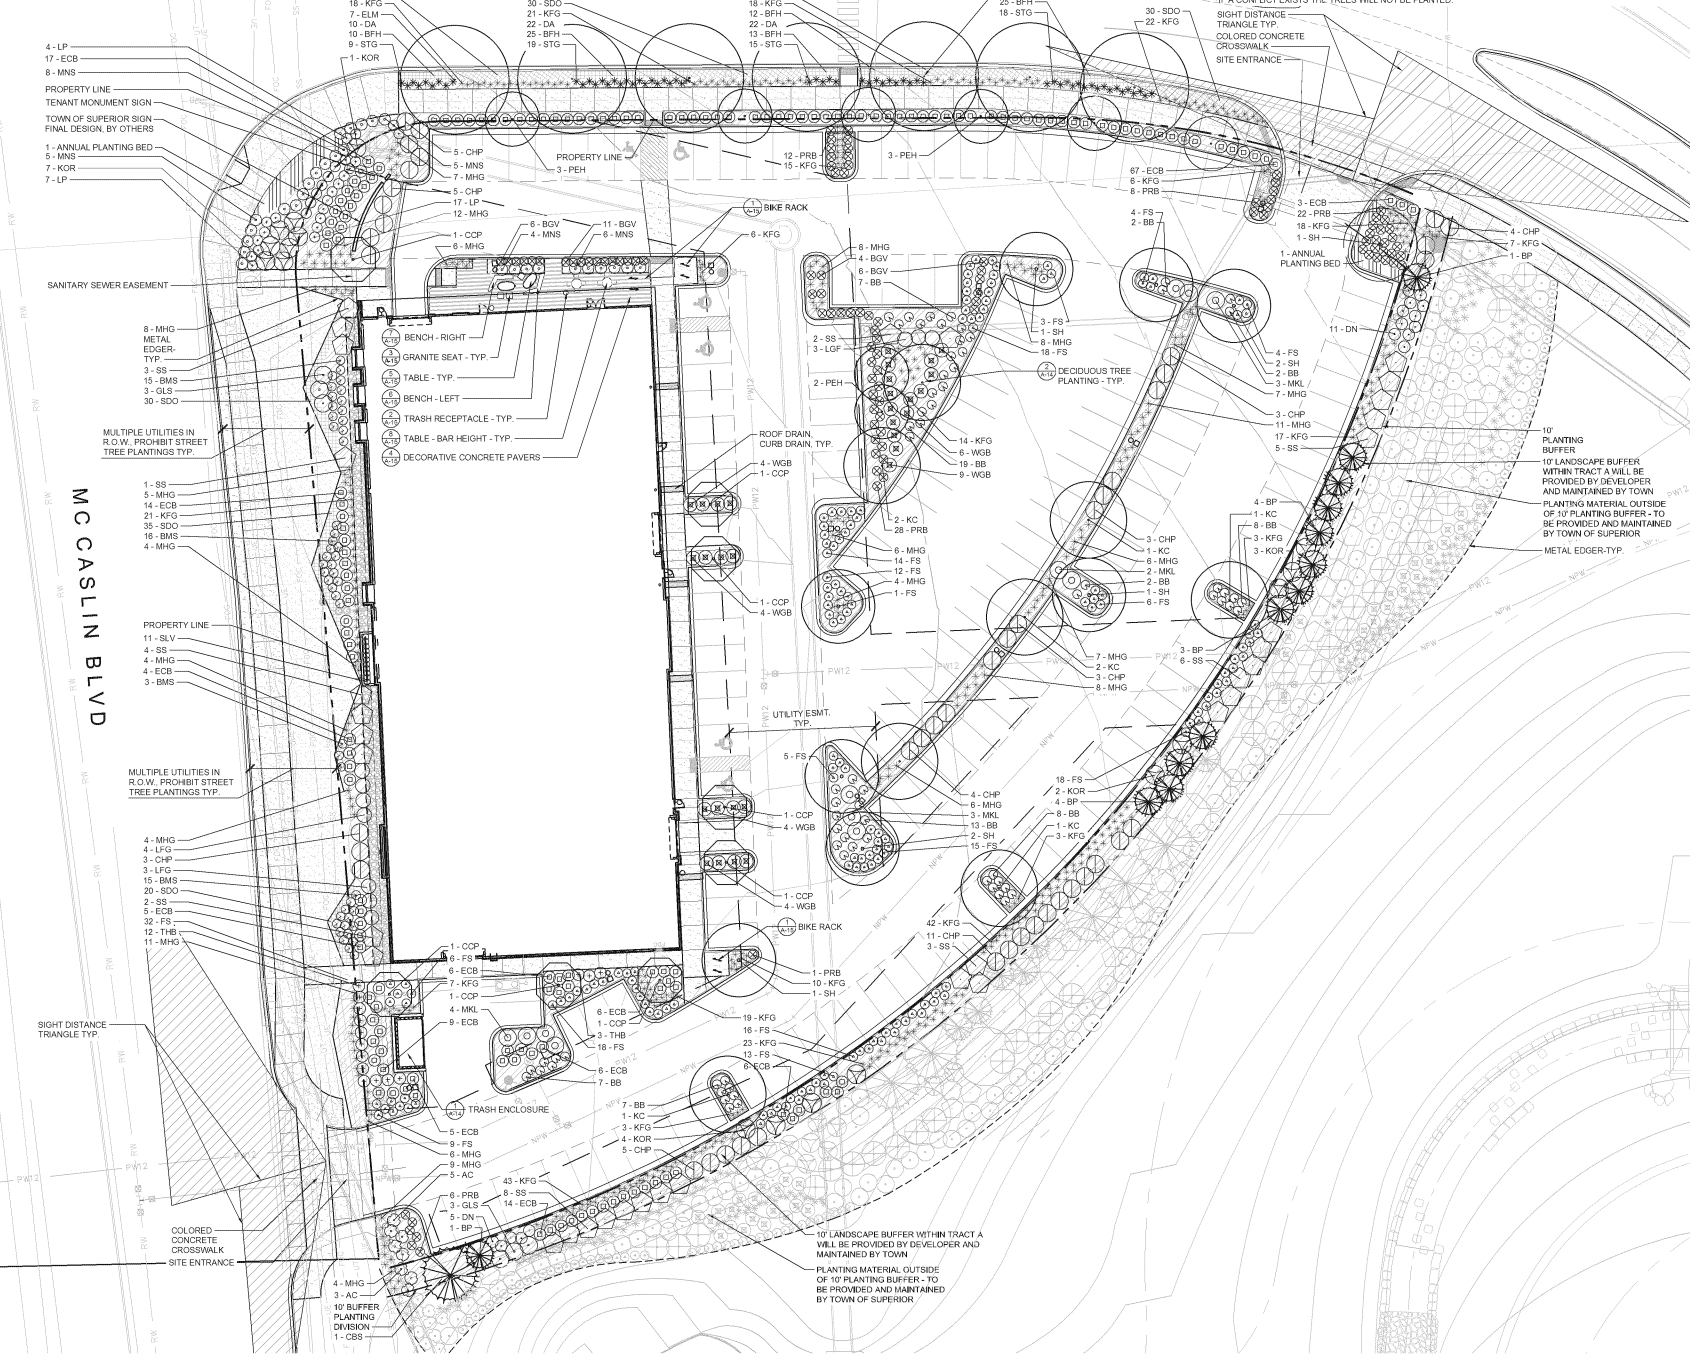 18 - KFG
7 - ELM
10 - DA
10 - BFH
9 - STG
1 - KOR
30 - SDO
21 - KFG
22 - DA
25 - BFH
19 - STG
18 - KFG
12 - BFH
22 - DA
13 - BFH
15 - STG
25 - BFH
18 - STG
30 - SDO
22 - KFG
IF A CONFLICT EXISTS THE TREES WILL NOT BE PLANTED.
SIGHT DISTANCE
TRIANGLE TYP.
COLORED CONCRETE
CROSSWALK
SITE ENTRANCE
4 - LP
17 - ECB
8 - MNS
PROPERTY LINE
TENANT MONUMENT SIGN
TOWN OF SUPERIOR SIGN
FINAL DESIGN, BY OTHERS
1 - ANNUAL PLANTING BED
5 - MNS
7 - KOR
7 - LP
5 - CHP
5 - MNS
7 - MHG
5 - CHP
17 - LP
12 - MHG
1 - CCP
6 - MHG
PROPERTY LINE
3 - PEH
12 - PRB
15 - KFG
3 - PEH
67 - ECB
6 - KFG
8 - PRB
4 - FS
2 - BB
3 - ECB
22 - PRB
18 - KFG
1 - SH
1 - ANNUAL
PLANTING BED
4 - CHP
7 - KFG
1 - BP
6 - BGV
4 - MNS
11 - BGV
6 - MNS
1
A-15
BIKE RACK
6 - KFG
8 - MHG
4 - BGV
6 - BGV
7 - BB
SANITARY SEWER EASEMENT
8 - MHG
METAL
EDGER-
TYP.
3 - SS
15 - BMS
3 - GLS
30 - SDO
BENCH - RIGHT
GRANITE SEAT - TYP.
TABLE - TYP.
BENCH - LEFT
TRASH RECEPTACLE - TYP.
TABLE - BAR HEIGHT - TYP.
DECORATIVE CONCRETE PAVERS
2 - SS
3 - LGF
2 - PEH
3 - FS
1 - SH
8 - MHG
18 - FS
2
A-14
DECIDUOUS TREE
PLANTING - TYP.
11 - DN
4 - FS
2 - SH
2 - BB
3 - MKL
7 - MHG
3 - CHP
11 - MHG
17 - KFG
5 - SS
MULTIPLE UTILITIES IN
R.O.W., PROHIBIT STREET
TREE PLANTINGS TYP.
ROOF DRAIN,
CURB DRAIN, TYP.
4 - WGB
1 - CCP
14 - KFG
6 - WGB
19 - BB
9 - WGB
10'
PLANTING
BUFFER
10' LANDSCAPE BUFFER
WITHIN TRACT A WILL BE
PROVIDED BY DEVELOPER
AND MAINTAINED BY TOWN
PLANTING MATERIAL OUTSIDE
OF 10' PLANTING BUFFER - TO
BE PROVIDED AND MAINTAINED
BY TOWN OF SUPERIOR
METAL EDGER-TYP.
1 - SS
5 - MHG
14 - ECB
21 - KFG
35 - SDO
16 - BMS
4 - MHG
MC CASLIN BLVD
2 - KC
28 - PRB
6 - MHG
14 - FS
12 - FS
4 - MHG
1 - FS
4 - BP
1 - KC
8 - BB
3 - KFG
3 - KOR
3 - CHP
1 - KC
6 - MHG
2 - MKL
2 - BB
1 - SH
6 - FS
1 - CCP
4 - WGB
PROPERTY LINE
11 - SLV
4 - SS
4 - MHG
4 - ECB
3 - BMS
7 - MHG
2 - KC
3 - CHP
8 - MHG
3 - BP
6 - SS
UTILITY ESMT.
TYP.
5 - FS
MULTIPLE UTILITIES IN
R.O.W., PROHIBIT STREET
TREE PLANTINGS TYP.
18 - FS
2 - KOR
4 - BP
8 - BB
1 - KC
3 - KFG
4 - CHP
6 - MHG
3 - MKL
13 - BB
2 - SH
15 - FS
1 - CCP
4 - WGB
4 - MHG
4 - LFG
3 - CHP
3 - LFG
15 - BMS
20 - SDO
2 - SS
5 - ECB
32 - FS
12 - THB
11 - MHG
1 - CCP
4 - WGB
1
A-15
BIKE RACK
42 - KFG
11 - CHP
3 - SS
1 - CCP
6 - FS
6 - ECB
7 - KFG
1 - CCP
4 - MKL
9 - ECB
1 - PRB
10 - KFG
1 - SH
6 - ECB
1 - CCP
3 - THB
18 - FS
6 - ECB
7 - BB
19 - KFG
16 - FS
23 - KFG
13 - FS
6 - ECB
SIGHT DISTANCE
TRIANGLE TYP.
1
A-14
TRASH ENCLOSURE
7 - BB
1 - KC
3 - KFG
4 - KOR
5 - CHP
5 - ECB
9 - FS
6 - MHG
9 - MHG
5 - AC
6 - PRB
3 - GLS
5 - DN
1 - BP
43 - KFG
8 - SS
14 - ECB
COLORED
CONCRETE
CROSSWALK
SITE ENTRANCE
10' LANDSCAPE BUFFER WITHIN TRACT A
WILL BE PROVIDED BY DEVELOPER AND
MAINTAINED BY TOWN
PLANTING MATERIAL OUTSIDE
OF 10' PLANTING BUFFER - TO
BE PROVIDED AND MAINTAINED
BY TOWN OF SUPERIOR
4 - MHG
3 - AC
10' BUFFER
PLANTING
DIVISION
1 - CBS